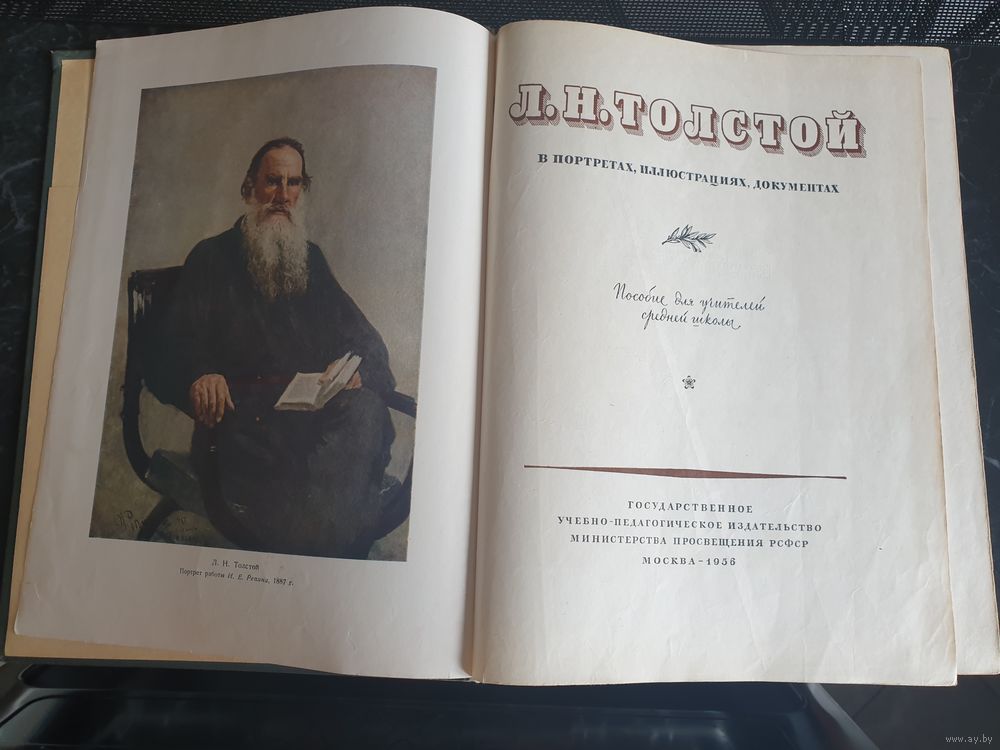 Л. Н. Толстой
Портрет работы И. Е. Репина, 1887 г.
Л.Н.ТОЛСТОЙ
В ПОРТРЕТАХ, ИЛЛЮСТРАЦИЯХ, ДОКУМЕНТАХ
Пособие для учителей
средней школы
ГОСУДАРСТВЕННОЕ
УЧЕБНО-ПЕДАГОГИЧЕСКОЕ ИЗДАТЕЛЬСТВО
МИНИСТЕРСТВА ПРОСВЕЩЕНИЯ РСФСР
МОСКВА-1956
www.ay.by